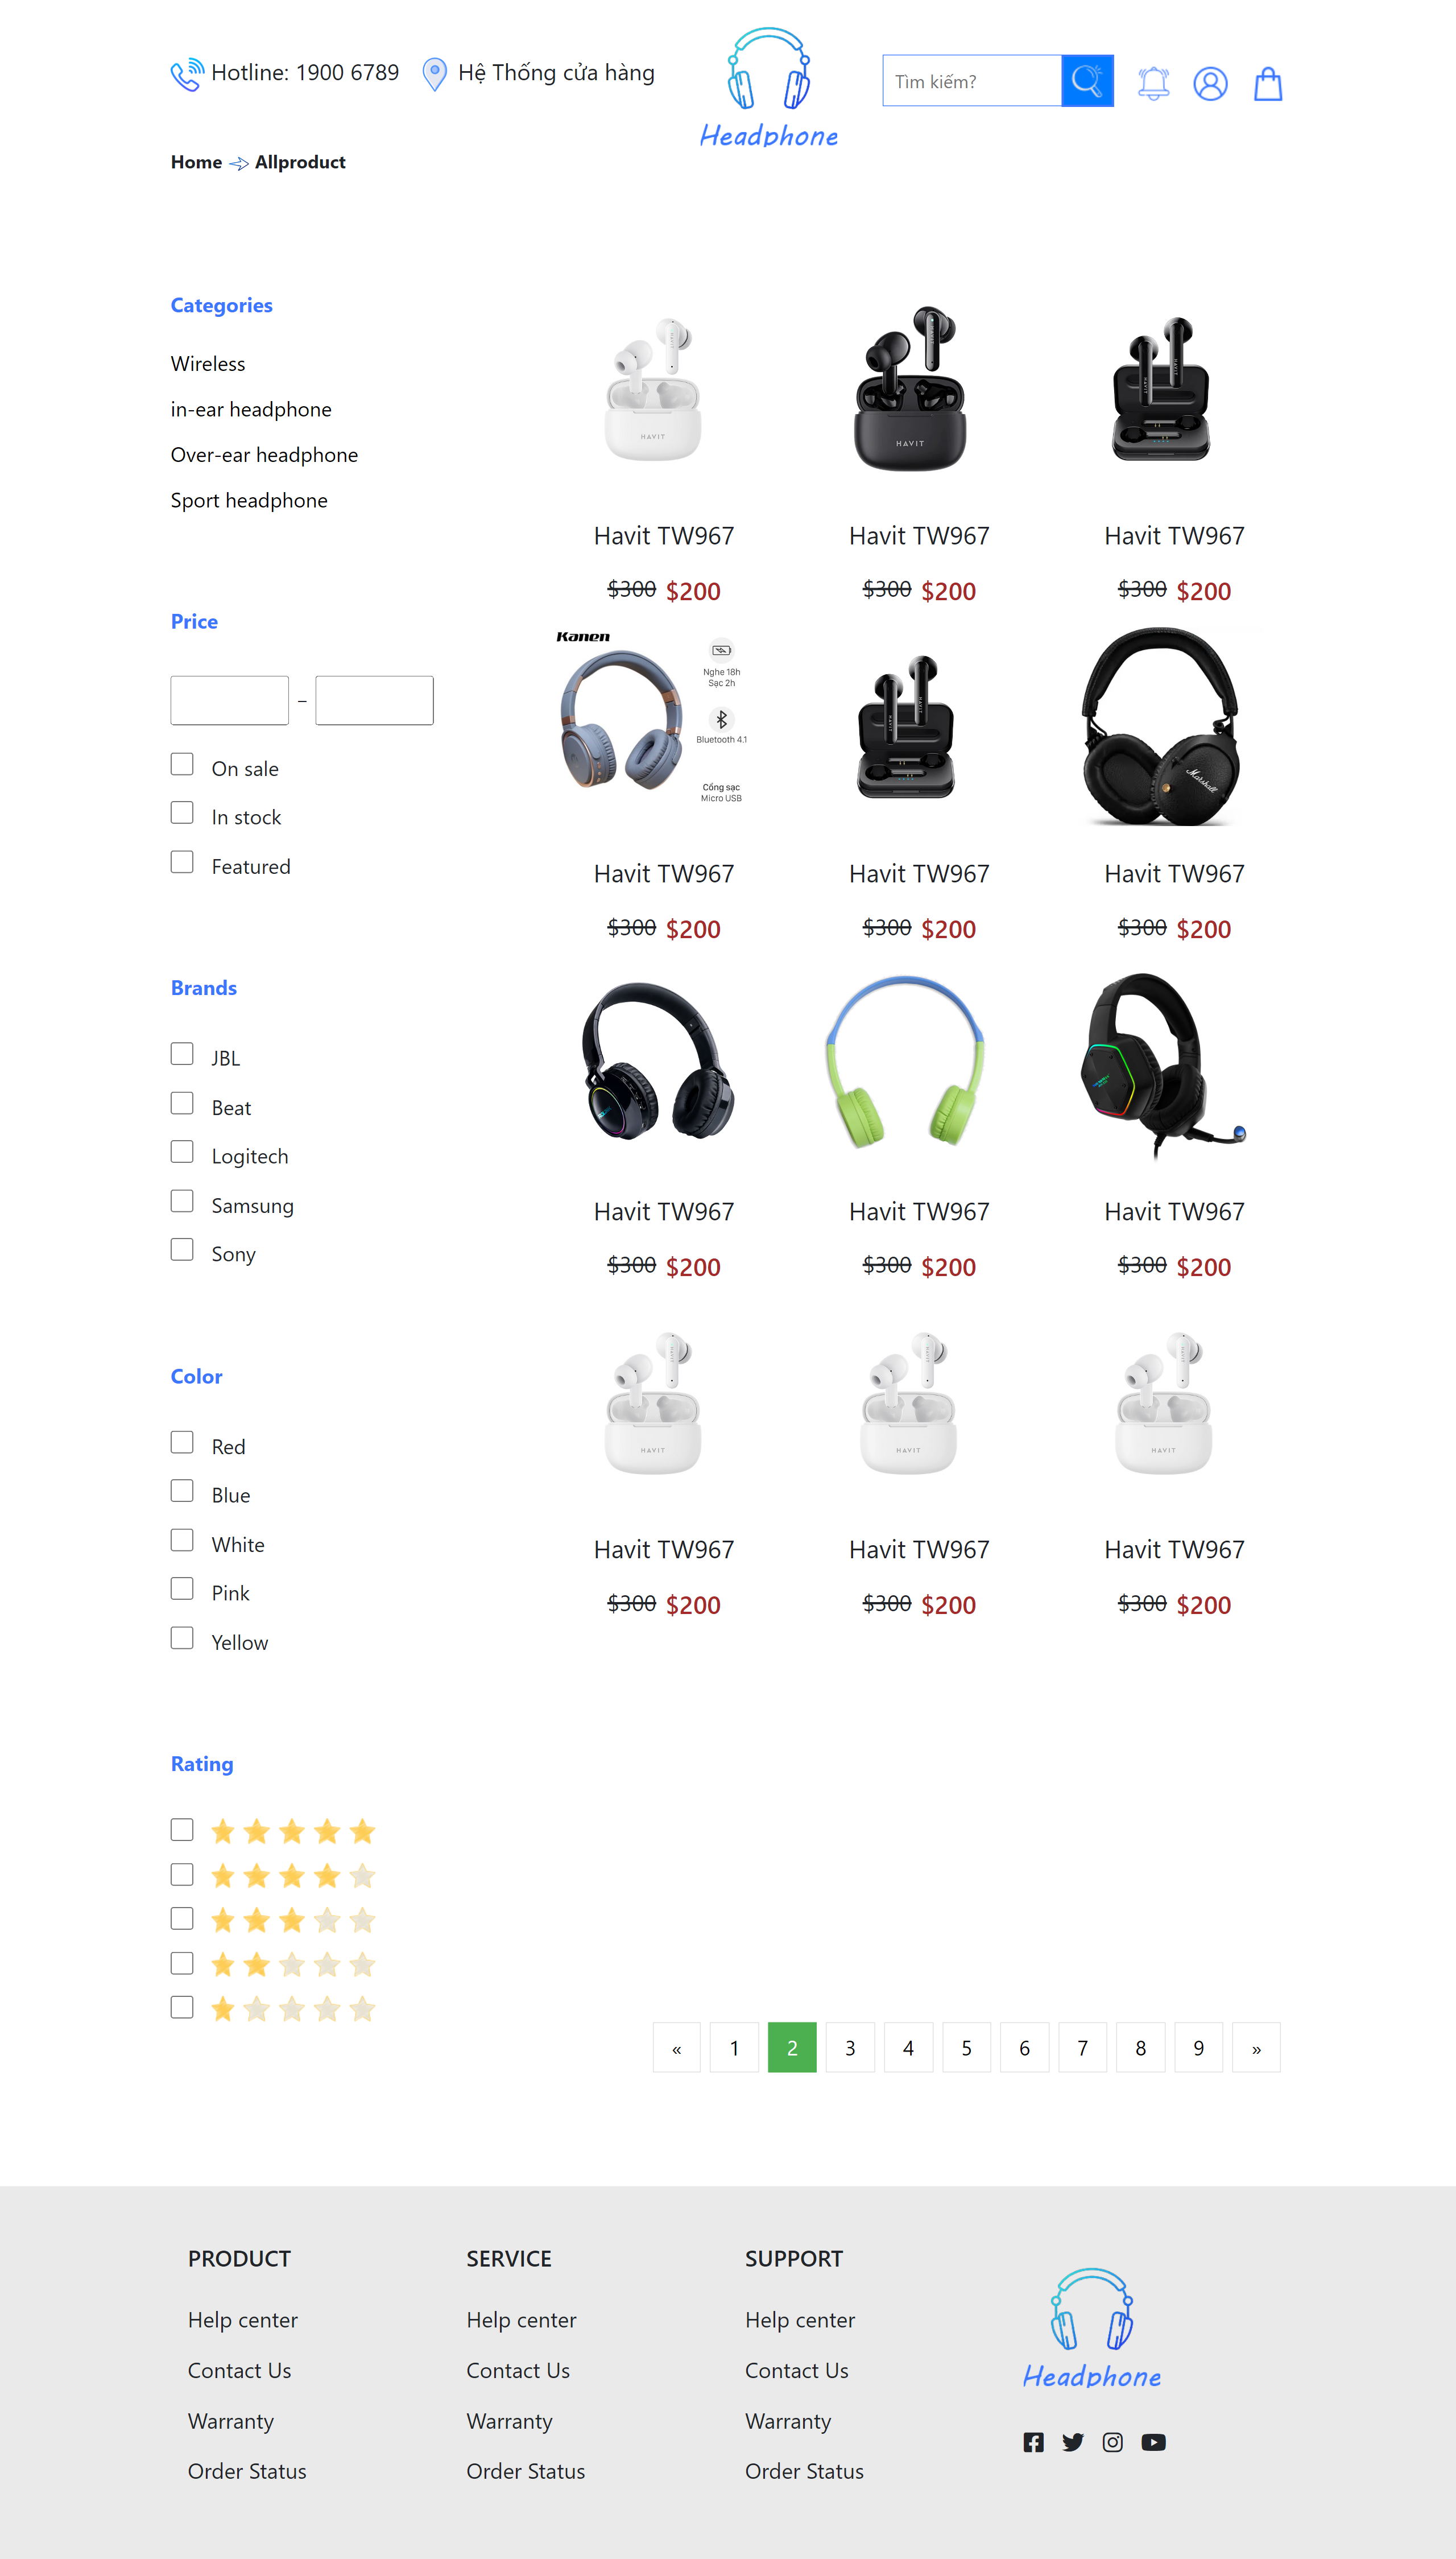 Hotline: 1900 6789
Hệ Thống cửa hàng
Headphone
Tìm kiếm?
Home
Allproduct
Categories
Wireless
in-ear headphone
Over-ear headphone
Sport headphone
Price
–
On sale
In stock
Featured
Brands
JBL
Beat
Logitech
Samsung
Sony
Color
Red
Blue
White
Pink
Yellow
Rating
HAVIT
HAVIT
HAVIT
HAVIT
Havit TW967
Havit TW967
Havit TW967
$300 $200
$300 $200
$300 $200
Kanen
Nghe 18h
Sạc 2h
Bluetooth 4.1
Cổng sạc
Micro USB
HAVIT
HAVIT
Marshall
Havit TW967
Havit TW967
Havit TW967
$300 $200
$300 $200
$300 $200
Havit TW967
Havit TW967
Havit TW967
$300 $200
$300 $200
$300 $200
HAVIT
HAVIT
HAVIT
Havit TW967
Havit TW967
Havit TW967
$300 $200
$300 $200
$300 $200
« 1 2 3 4 5 6 7 8 9 »
PRODUCT
Help center
Contact Us
Warranty
Order Status
SERVICE
Help center
Contact Us
Warranty
Order Status
SUPPORT
Help center
Contact Us
Warranty
Order Status
Headphone